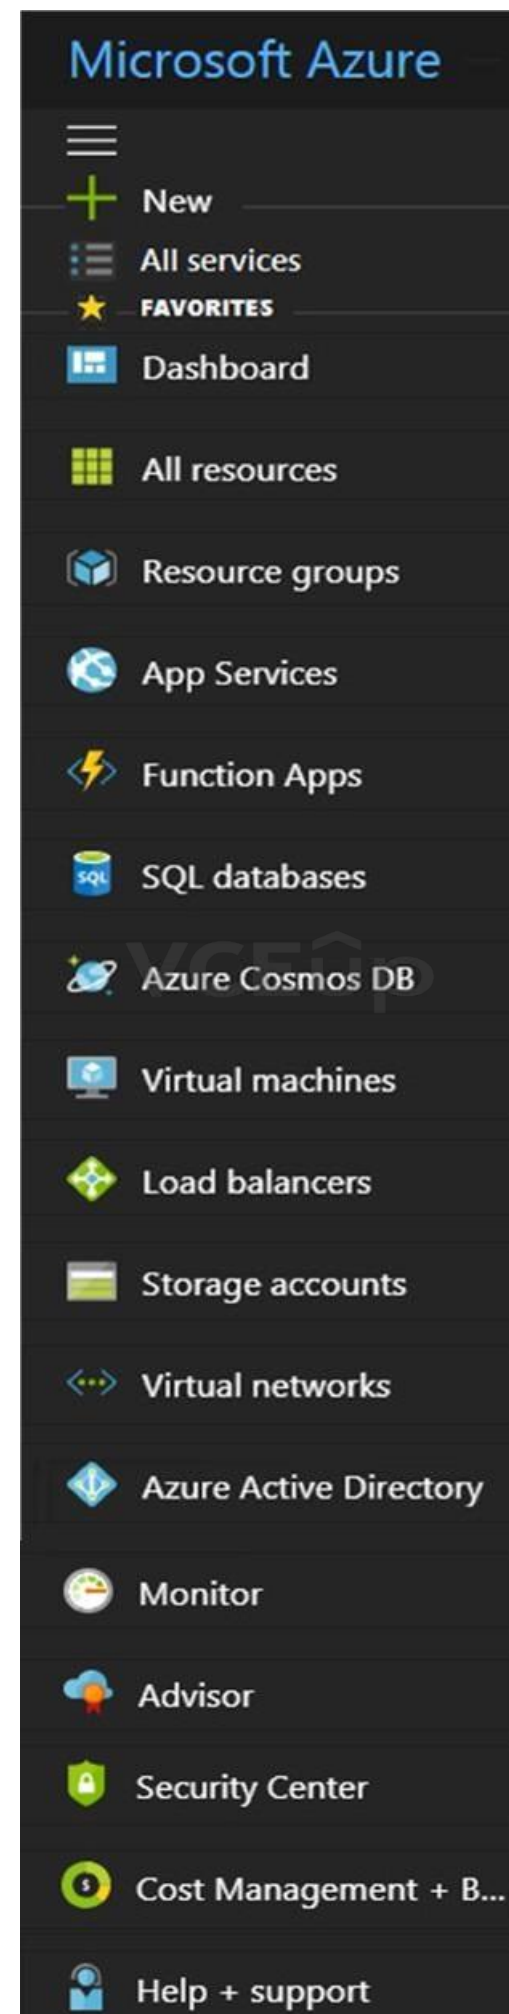 Microsoft Azure
New
All services
FAVORITES
Dashboard
All resources
Resource groups
App Services
Function Apps
SQL
SQL databases
VCEûp
Azure Cosmos DB
Virtual machines
Load balancers
Storage accounts
Virtual networks
Azure Active Directory
Monitor
Advisor
Security Center
$
Cost Management + B...
Help + support